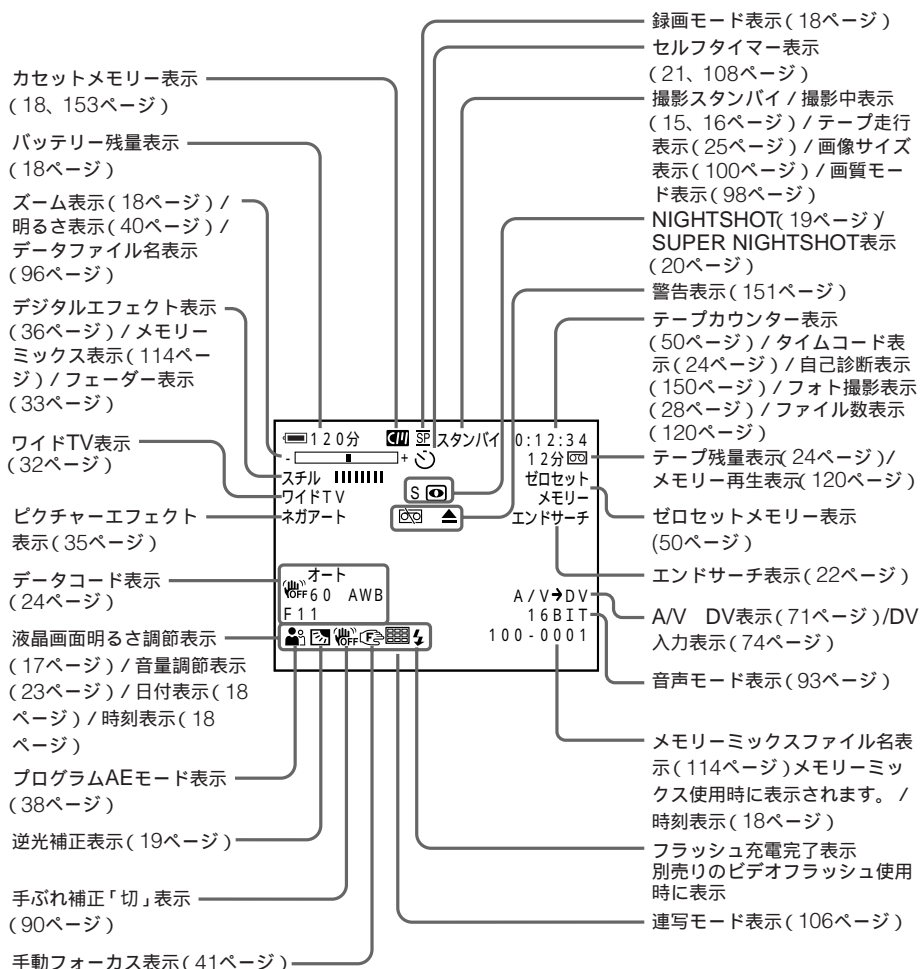 カセットメモリー表示
(18、153ページ)
バッテリー残量表示
(18ページ)
ズーム表示(18ページ)/
明るさ表示(40ページ)/
データファイル名表示
(96ページ)
デジタルエフェクト表示
(36ページ)/メモリー
ミックス表示(114ペー
ジ)/フェーダー表示
(33ページ)
ワイドTV表示
(32ページ)
ピクチャーエフェクト
表示(35ページ)
データコード表示
(24ページ)
液晶画面明るさ調節表示
(17ページ)/音量調節表示
(23ページ)/日付表示(18
ページ)/時刻表示(18
ページ)
プログラムAEモード表示
(38ページ)
逆光補正表示(19ページ)
手ぶれ補正「切」表示
(90ページ)
手動フォーカス表示(41ページ)
120分 SP スタンバイ 0:12:34
- + 12分
スチル ゼロセット
ワイドTV S メモリー
ネガアート エンドサーチ
オート
OFF 60 AWB A/V➔DV
F11 16BIT
OFF F 100-0001
録画モード表示(18ページ)
セルフタイマー表示
(21、108ページ)
撮影スタンバイ/撮影中表示
(15、16ページ)/テープ走行
表示(25ページ)/画像サイズ
表示(100ページ)/画質モー
ド表示(98ページ)
NIGHTSHOT(19ページ)/
SUPER NIGHTSHOT表示
(20ページ)
警告表示(151ページ)
テープカウンター表示
(50ページ)/タイムコード表
示(24ページ)/自己診断表示
(150ページ)/フォト撮影表示
(28ページ)/ファイル数表示
(120ページ)
テープ残量表示(24ページ)/
メモリー再生表示(120ページ)
ゼロセットメモリー表示
(50ページ)
エンドサーチ表示(22ページ)
A/V DV表示(71ページ)/DV
入力表示(74ページ)
音声モード表示(93ページ)
メモリーミックスファイル名表
示(114ページ)メモリーミッ
クス使用時に表示されます。/
時刻表示(18ページ)
フラッシュ充電完了表示
別売りのビデオフラッシュ使用
時に表示
連写モード表示(106ページ)